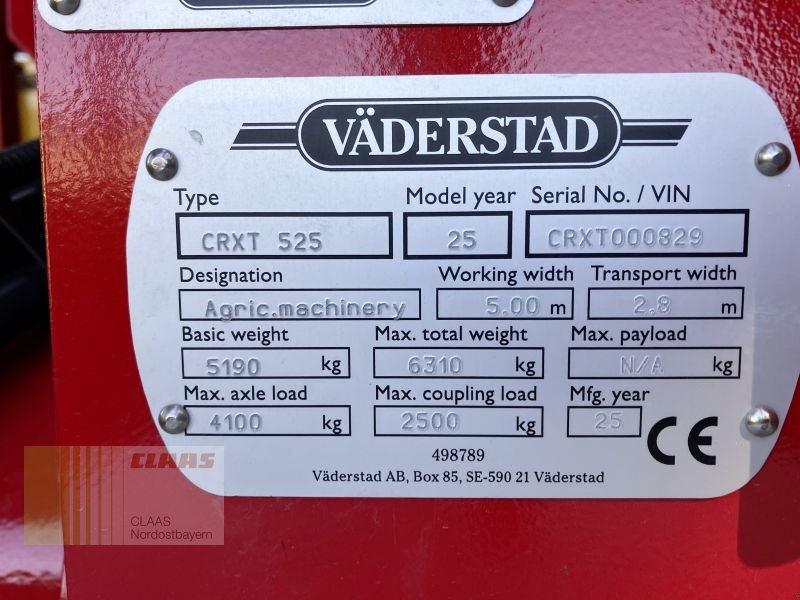 VÄDERSTAD
Type Model year Serial No. / VIN
CRXT 525 25 CRXT000829
Designation Working width Transport width
Agric.machinery 5.00 m 2.8 m
Basic weight Max. total weight Max. payload
5190 kg 6310 kg N/A kg
Max. axle load Max. coupling load Mfg. year
4100 kg 2500 kg 25 CE
498789
Väderstad AB, Box 85, SE-590 21 Väderstad
CLAAS
CLAAS
Nordostbayern